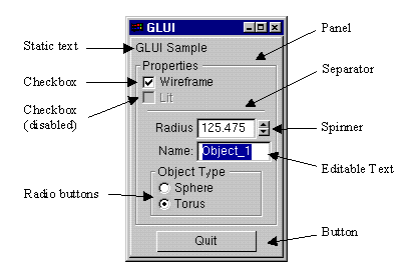 GLUI
Static text
GLUI Sample
Panel
Properties
Separator
Checkbox
Wireframe
Checkbox
(disabled)
Lit
Radius 125.475
Spinner
Name: Object_1
Editable Text
Object Type
Radio buttons
Sphere
Torus
Quit
Button